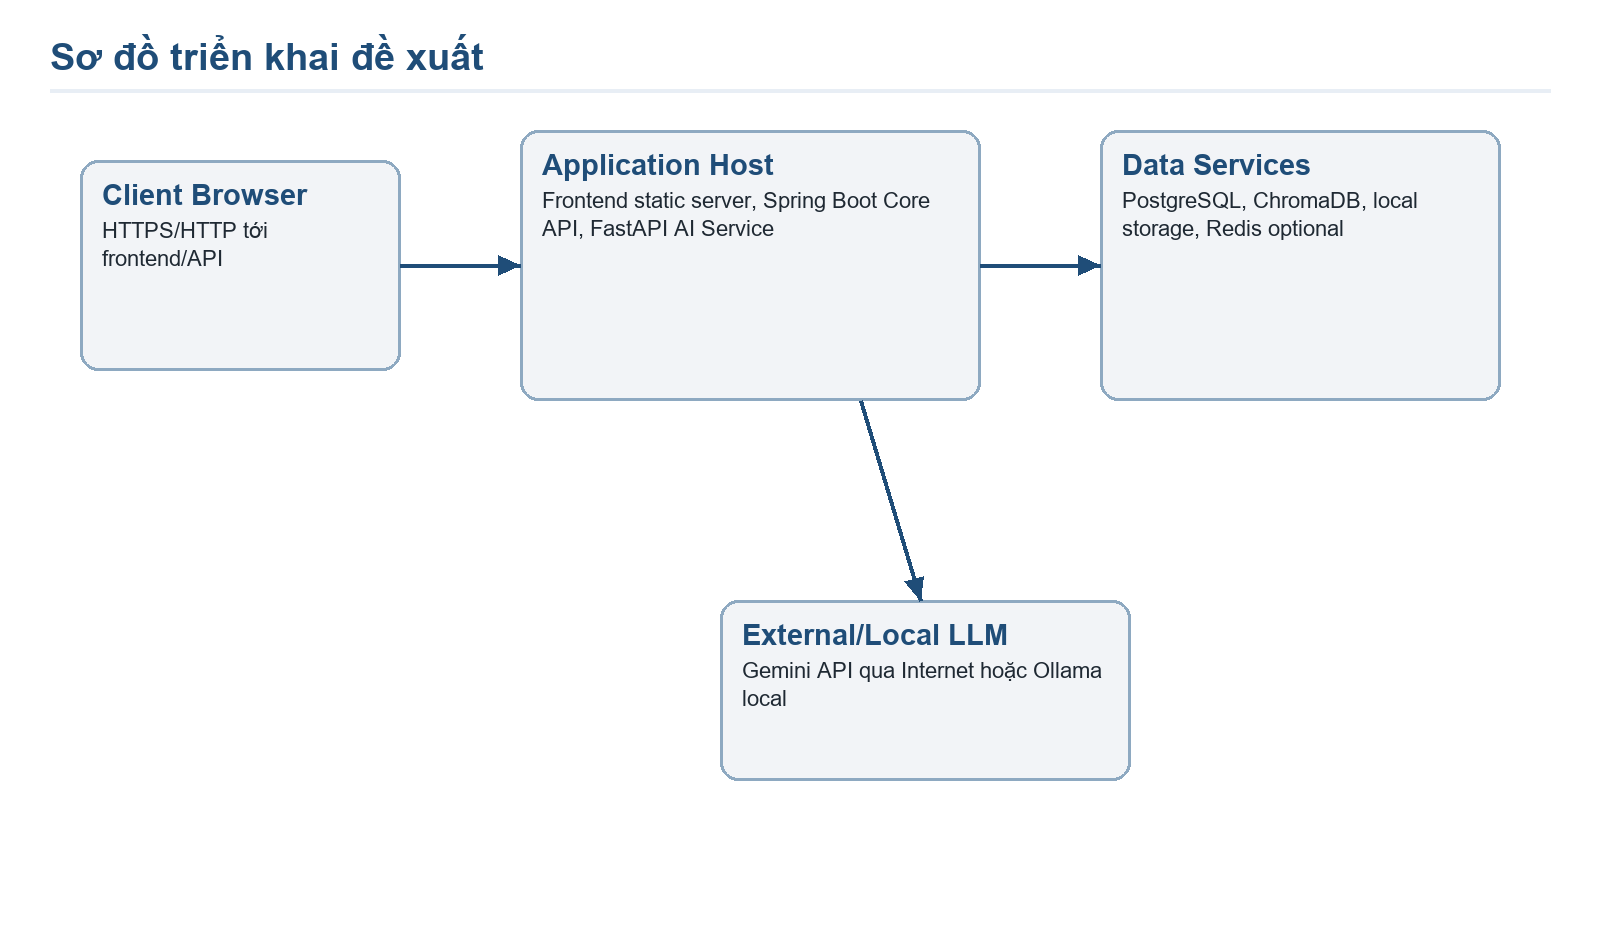 Sơ đồ triển khai đề xuất
Client Browser
HTTPS/HTTP tới
frontend/API
Application Host
Frontend static server, Spring Boot Core
API, FastAPI AI Service
Data Services
PostgreSQL, ChromaDB, local
storage, Redis optional
External/Local LLM
Gemini API qua Internet hoặc Ollama
local